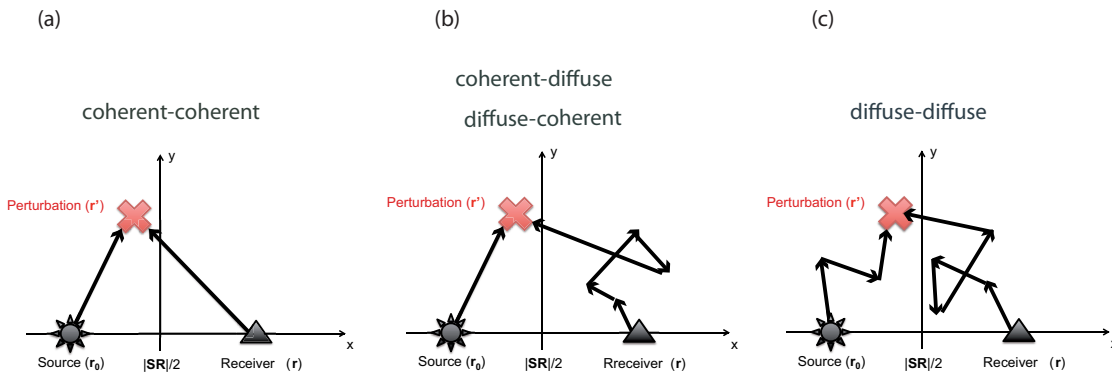 (a)
coherent-coherent
y
Perturbation (r')
x
Source (r₀)
|SR|/2
Receiver (r)
(b)
coherent-diffuse
diffuse-coherent
y
Perturbation (r')
x
Source (r₀)
|SR|/2
Rreceiver (r)
(c)
diffuse-diffuse
y
Perturbation (r')
x
Source (r₀)
|SR|/2
Receiver (r)